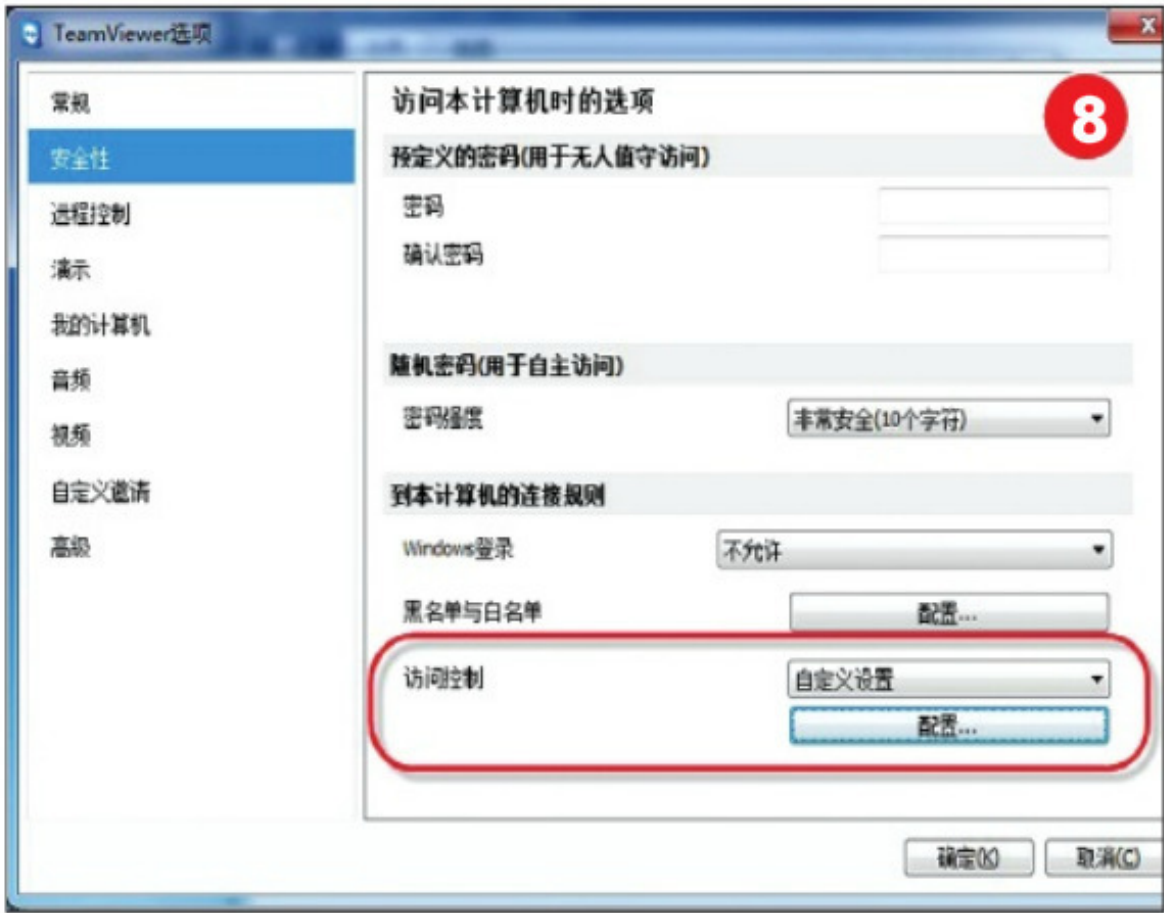 TeamViewer选项
常规
安全性
远程控制
演示
我的计算机
音频
视频
自定义邀请
高级
访问本计算机时的选项
8
预定义的密码(用于无人值守访问)
密码
确认密码
随机密码(用于自主访问)
密码强度
非常安全(10个字符)
到本计算机的连接规则
Windows登录
不允许
黑名单与白名单
配置...
访问控制
自定义设置
配置...
确定(K)
取消(C)